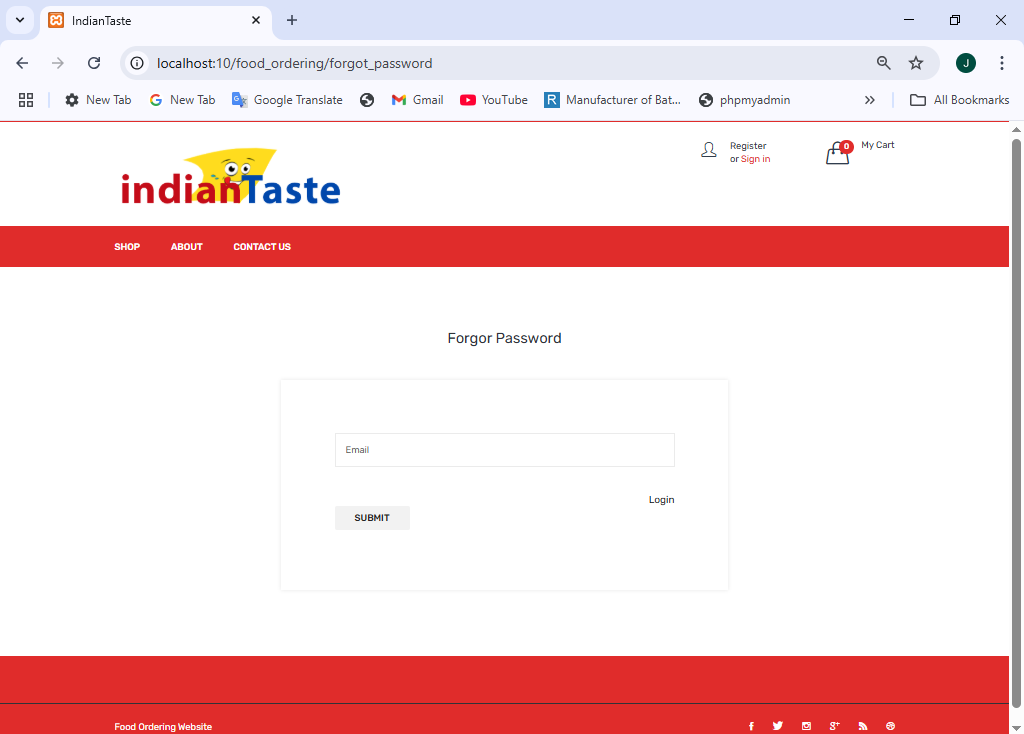 IndianTaste
localhost:10/food_ordering/forgot_password
J
New Tab
New Tab
Google Translate
Gmail
YouTube
R
Manufacturer of Bat...
phpmyadmin
All Bookmarks
indianTaste
Register
or Sign in
0
My Cart
SHOP
ABOUT
CONTACT US
Forgor Password
Email
Login
SUBMIT
Food Ordering Website